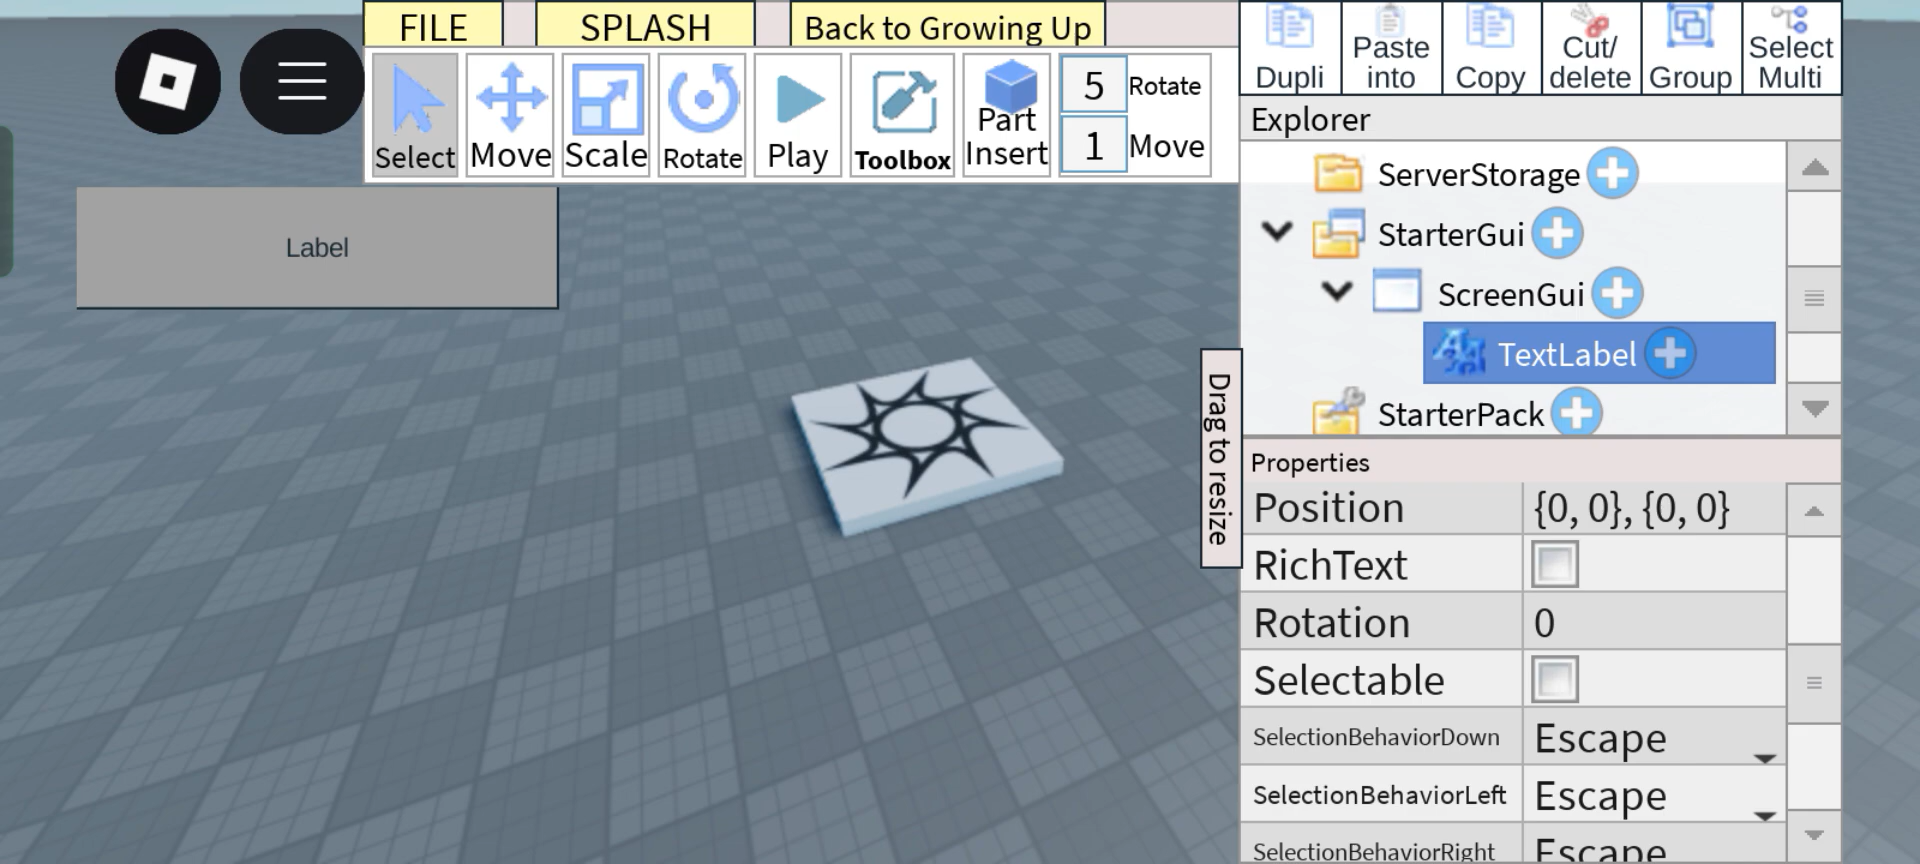 FILE
SPLASH
Back to Growing Up
Select
Move
Scale
Rotate
Play
Toolbox
Part
Insert
5
Rotate
1
Move
Dupli
Paste
into
Copy
Cut/
delete
Group
Select
Multi
Explorer
ServerStorage
StarterGui
ScreenGui
TextLabel
StarterPack
Label
Drag to resize
Properties
Position
{0, 0}, {0, 0}
RichText
Rotation
0
Selectable
SelectionBehaviorDown
Escape
SelectionBehaviorLeft
Escape
SelectionBehaviorRight
Escape